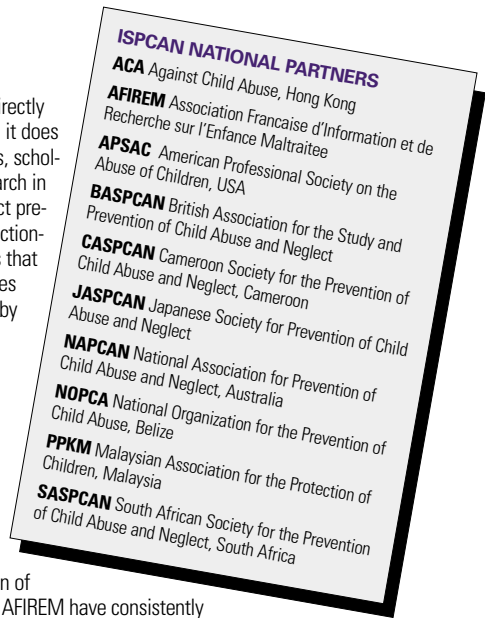 irectly
it does
s, schol-
arch in
ct pre-
ction-
s that
es
by
n of
AFIREM have consistently
ISPCAN NATIONAL PARTNERS
ACA Against Child Abuse, Hong Kong
AFIREM Association Francaise d'Information et de
Recherche sur l'Enfance Maltraitee
APSAC American Professional Society on the
Abuse of Children, USA
BASPCAN British Association for the Study and
Prevention of Child Abuse and Neglect
CASPCAN Cameroon Society for the Prevention of
Child Abuse and Neglect, Cameroon
JASPCAN Japanese Society for Prevention of Child
Abuse and Neglect
NAPCAN National Association for Prevention of
Child Abuse and Neglect, Australia
NOPCA National Organization for the Prevention of
Child Abuse, Belize
PPKM Malaysian Association for the Protection of
Children, Malaysia
SASPCAN South African Society for the Prevention
of Child Abuse and Neglect, South Africa